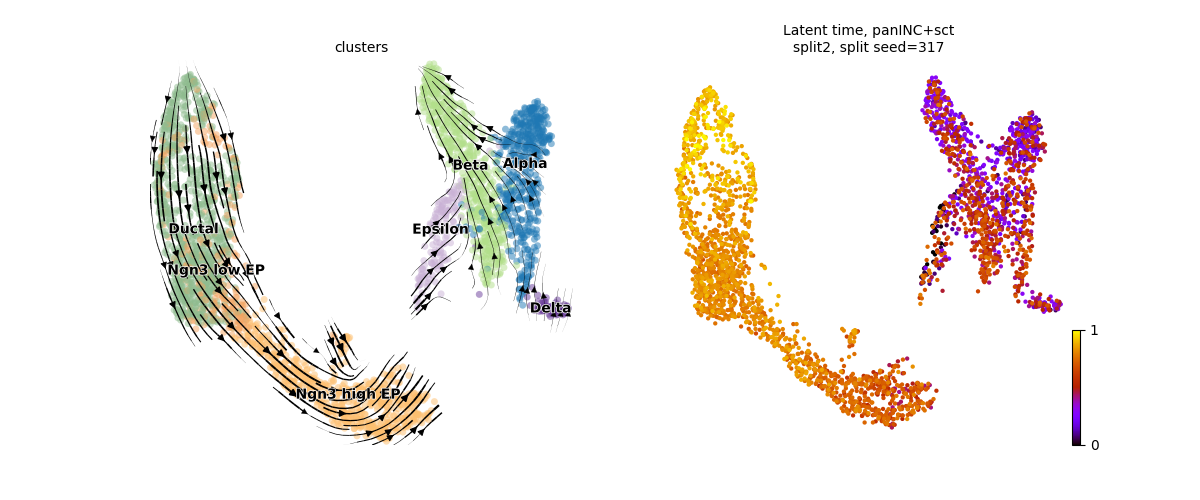 clusters
Beta
Alpha
Epsilon
Ductal
Ngn3 low EP
Delta
Ngn3 high EP
Latent time, panINC+sct
split2, split seed=317
1
0